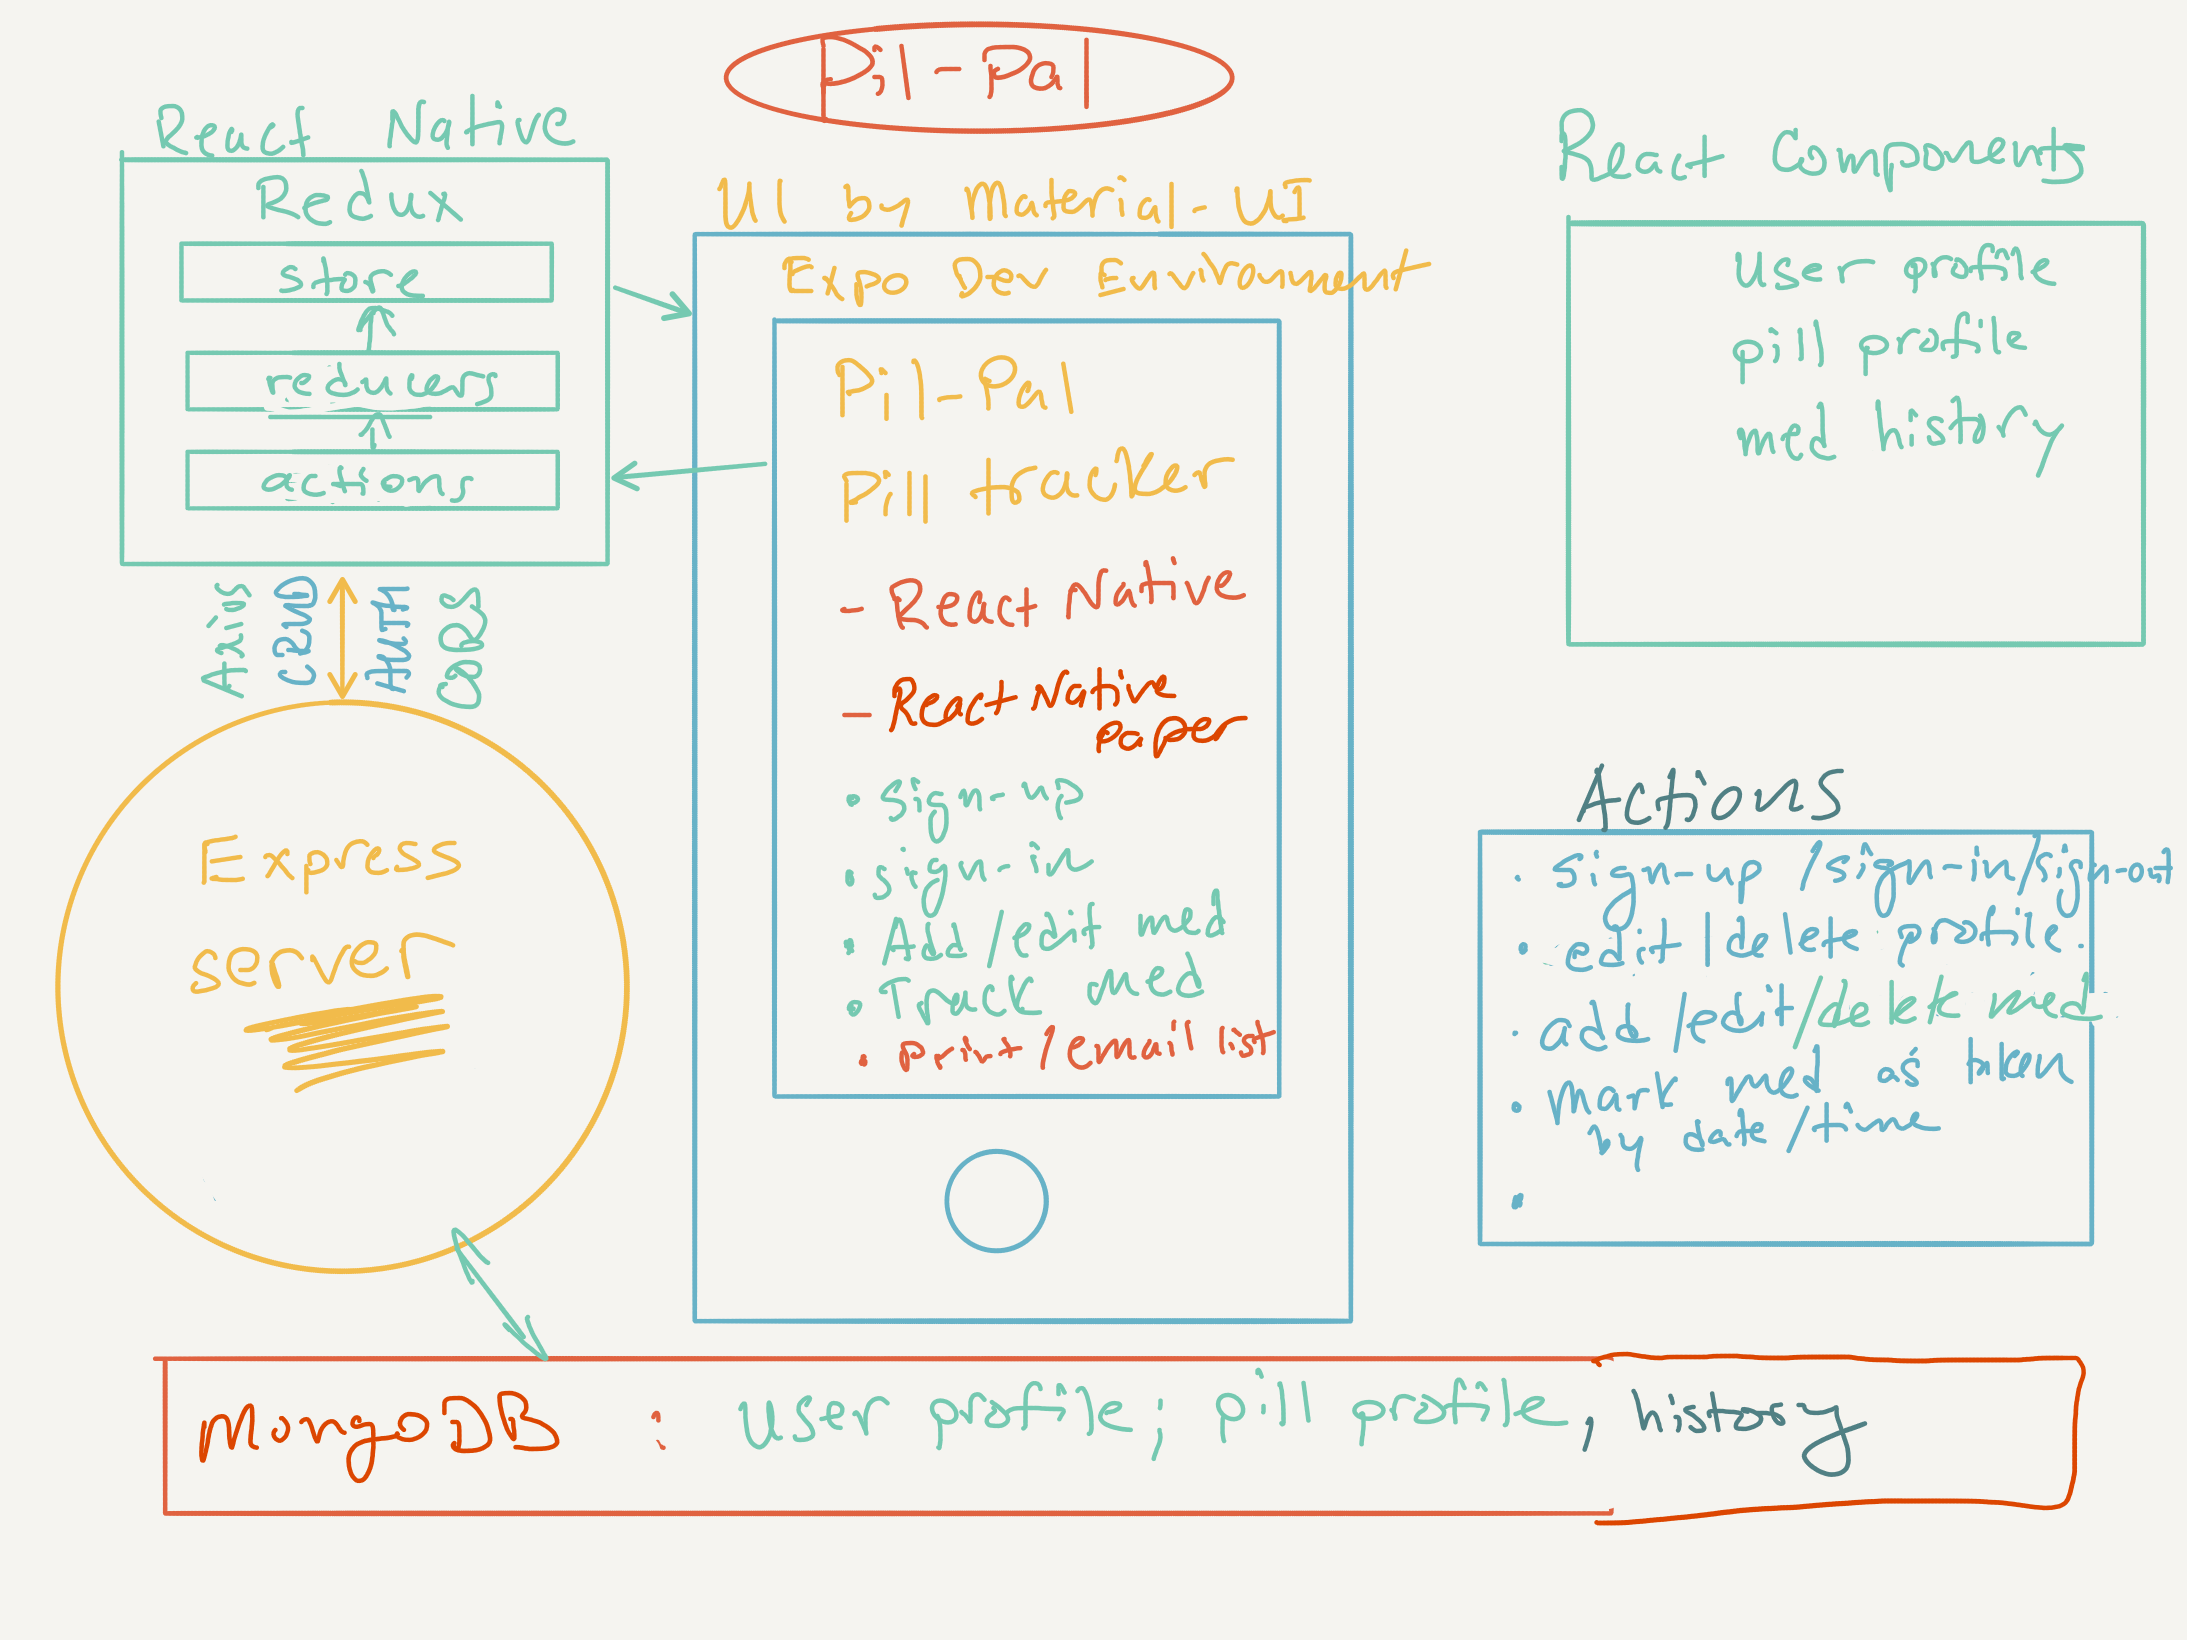 Pil-Pal
React Native
Redux
store
reducers
actions
Axios
CRUD
AUTH
CORS
Express
server
UI by Material-UI
Expo Dev Environment
Pil-Pal
Pill tracker
- React Native
- React Native
paper
• sign-up
• sign-in
• Add/edit med
• Track med
• print/email list
React Components
user profile
pill profile
med history
Actions
• sign-up/sign-in/sign-out
• edit/delete profile
• add/edit/delete med
• mark med as taken
by date/time
•
MongoDB : user profile; pill profile, history